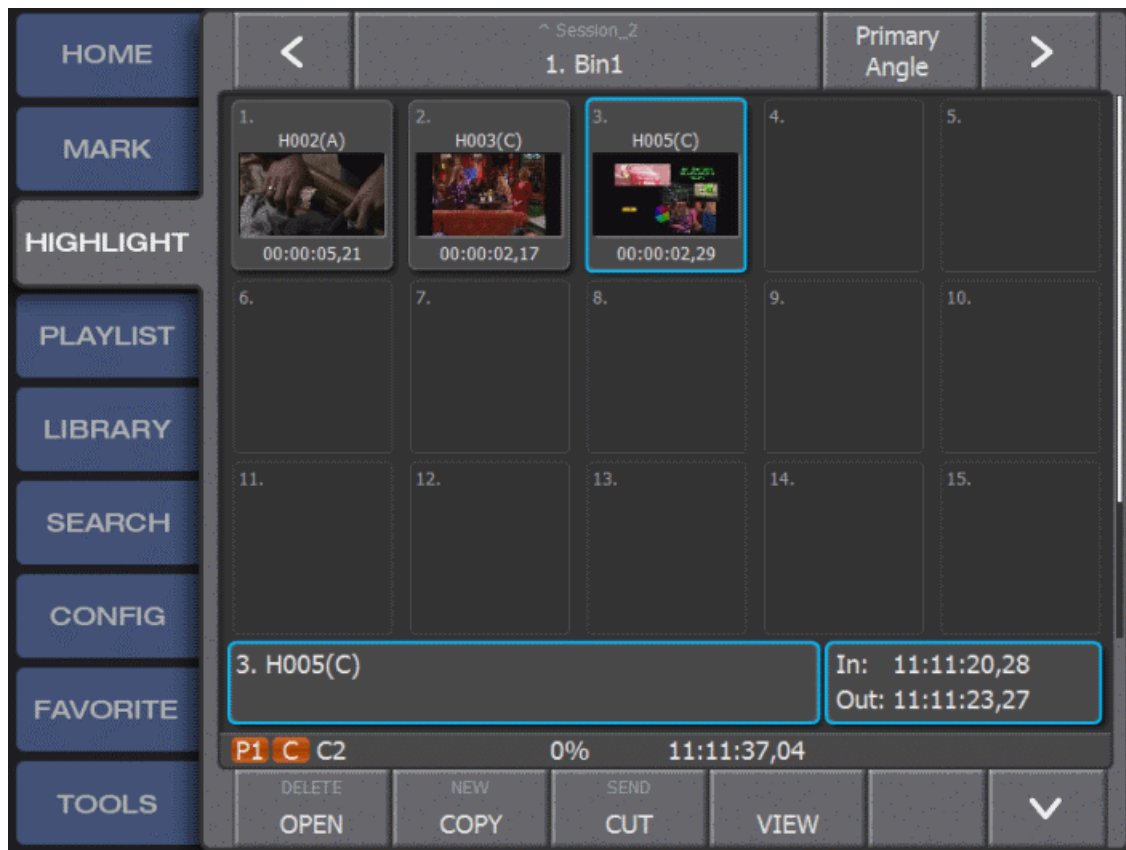 HOME
MARK
HIGHLIGHT
PLAYLIST
LIBRARY
SEARCH
CONFIG
FAVORITE
TOOLS
^ Session_2
1. Bin1
Primary
Angle
1.
H002(A)
00:00:05,21
2.
H003(C)
00:00:02,17
3.
H005(C)
00:00:02,29
4.
5.
6.
7.
8.
9.
10.
11.
12.
13.
14.
15.
3. H005(C)
In: 11:11:20,28
Out: 11:11:23,27
P1 C C2 0% 11:11:37,04
DELETE
OPEN
NEW
COPY
SEND
CUT
VIEW